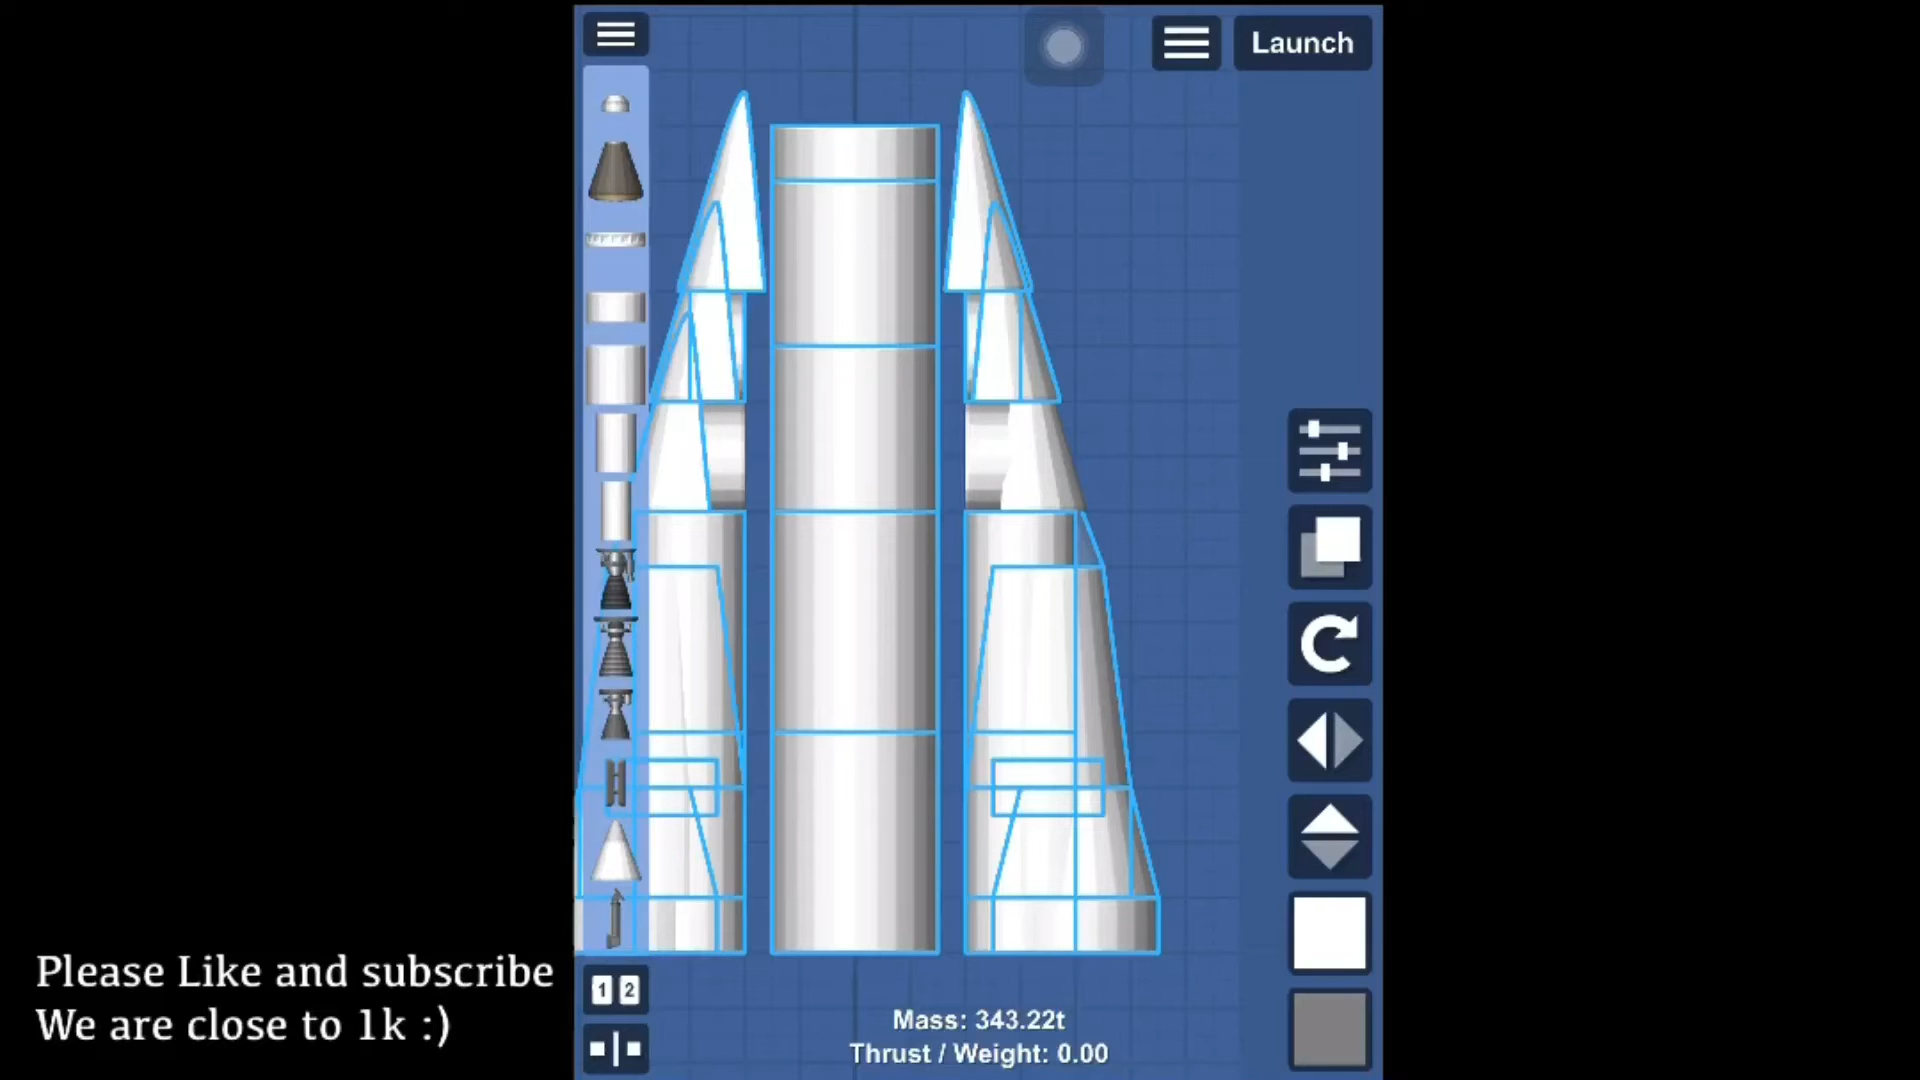 Launch
1 2
Please Like and subscribe
We are close to 1k :)
Mass: 343.22t
Thrust / Weight: 0.00